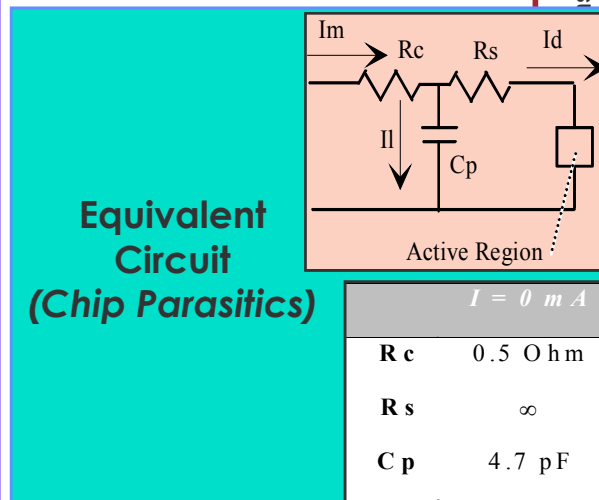 Im
Rc
Rs
Id
Il
Cp
Active Region
Equivalent
Circuit
(Chip Parasitics)
I = 0 mA
Rc 0.5 Ohm
Rs ∞
Cp 4.7 pF